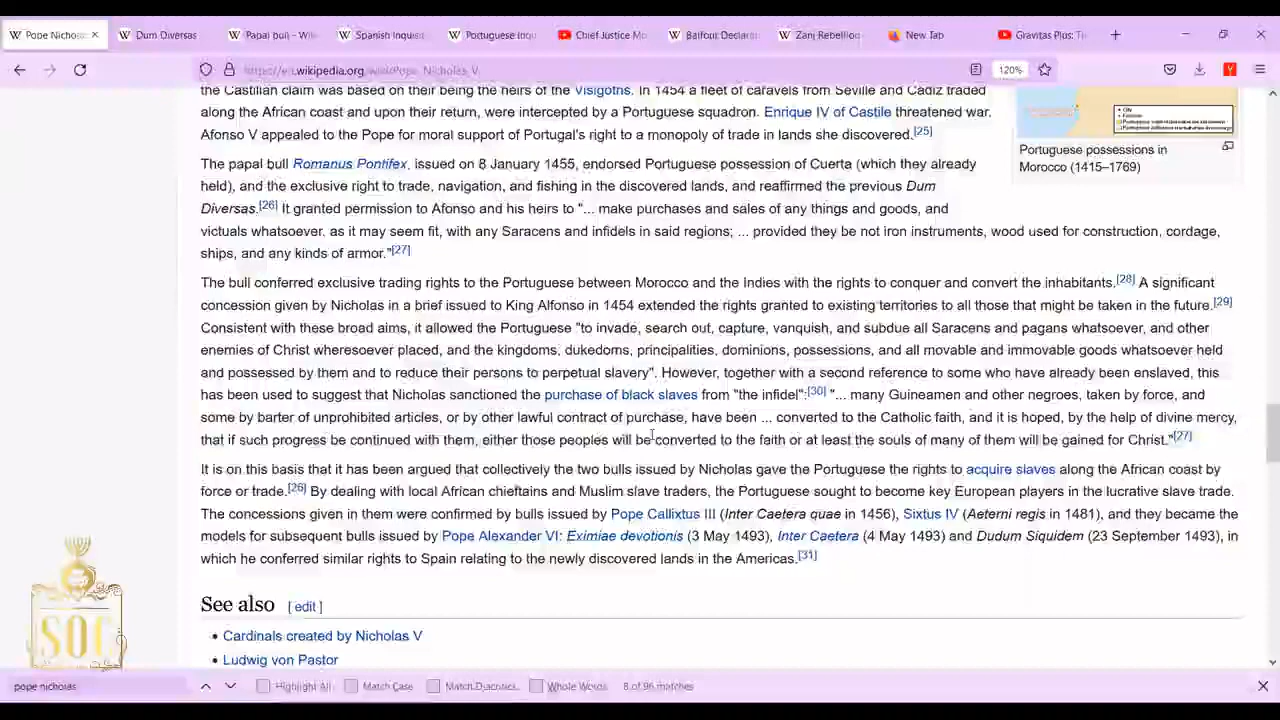 Pope Nichola
Dum Diversas
Papal bull - Wik
Spanish Inquis
Portuguese Inqu
Chief Justice Mo
Balfour Declara
Zanj Rebellio
New Tab
Gravitas Plus: T
https://en.wikipedia.org/wiki/Pope_Nicholas_V
120%
the Castilian claim was based on their being the heirs of the Visigoths. In 1454 a fleet of caravels from Seville and Cadiz traded
along the African coast and upon their return, were intercepted by a Portuguese squadron. Enrique IV of Castile threatened war.
Afonso V appealed to the Pope for moral support of Portugal's right to a monopoly of trade in lands she discovered.[25]
Portuguese possessions in
Morocco (1415–1769)
The papal bull Romanus Pontifex, issued on 8 January 1455, endorsed Portuguese possession of Cuerta (which they already
held), and the exclusive right to trade, navigation, and fishing in the discovered lands, and reaffirmed the previous Dum
Diversas.[26] It granted permission to Afonso and his heirs to "... make purchases and sales of any things and goods, and
victuals whatsoever, as it may seem fit, with any Saracens and infidels in said regions; ... provided they be not iron instruments, wood used for construction, cordage,
ships, and any kinds of armor."[27]
The bull conferred exclusive trading rights to the Portuguese between Morocco and the Indies with the rights to conquer and convert the inhabitants.[28] A significant
concession given by Nicholas in a brief issued to King Alfonso in 1454 extended the rights granted to existing territories to all those that might be taken in the future.[29]
Consistent with these broad aims, it allowed the Portuguese "to invade, search out, capture, vanquish, and subdue all Saracens and pagans whatsoever, and other
enemies of Christ wheresoever placed, and the kingdoms, dukedoms, principalities, dominions, possessions, and all movable and immovable goods whatsoever held
and possessed by them and to reduce their persons to perpetual slavery". However, together with a second reference to some who have already been enslaved, this
has been used to suggest that Nicholas sanctioned the purchase of black slaves from "the infidel":[30] "... many Guineamen and other negroes, taken by force, and
some by barter of unprohibited articles, or by other lawful contract of purchase, have been ... converted to the Catholic faith, and it is hoped, by the help of divine mercy,
that if such progress be continued with them, either those peoples will be converted to the faith or at least the souls of many of them will be gained for Christ."[27]
It is on this basis that it has been argued that collectively the two bulls issued by Nicholas gave the Portuguese the rights to acquire slaves along the African coast by
force or trade.[26] By dealing with local African chieftains and Muslim slave traders, the Portuguese sought to become key European players in the lucrative slave trade.
The concessions given in them were confirmed by bulls issued by Pope Callixtus III (Inter Caetera quae in 1456), Sixtus IV (Aeterni regis in 1481), and they became the
models for subsequent bulls issued by Pope Alexander VI: Eximiae devotionis (3 May 1493), Inter Caetera (4 May 1493) and Dudum Siquidem (23 September 1493), in
which he conferred similar rights to Spain relating to the newly discovered lands in the Americas.[31]
See also [ edit ]
• Cardinals created by Nicholas V
• Ludwig von Pastor
SOC
pope nicholas
Highlight All
Match Case
Match Diacritics
Whole Words
8 of 96 matches